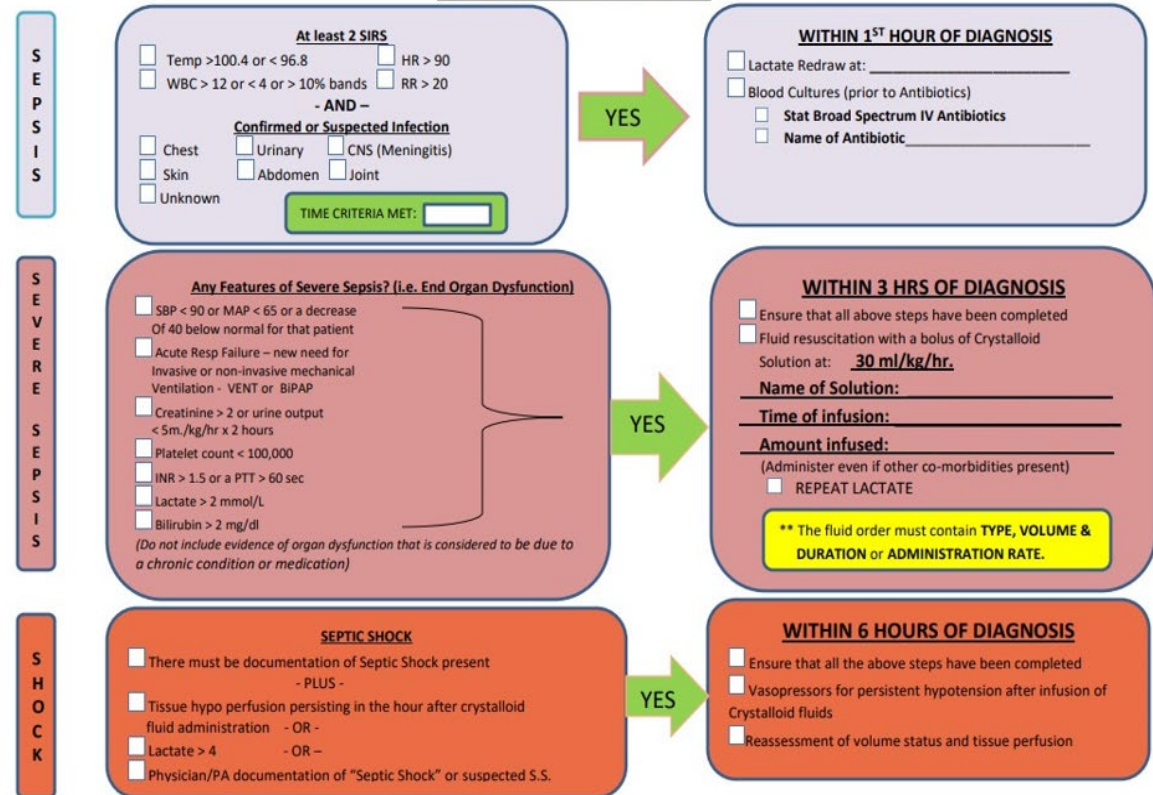 SEPSIS
At least 2 SIRS
Temp >100.4 or < 96.8 HR > 90
WBC > 12 or < 4 or > 10% bands RR > 20
- AND –
Confirmed or Suspected Infection
Chest Urinary CNS (Meningitis)
Skin Abdomen Joint
Unknown
TIME CRITERIA MET:
YES
WITHIN 1ST HOUR OF DIAGNOSIS
Lactate Redraw at: ____________________
Blood Cultures (prior to Antibiotics)
Stat Broad Spectrum IV Antibiotics
Name of Antibiotic____________________
SEVERE SEPSIS
Any Features of Severe Sepsis? (i.e. End Organ Dysfunction)
SBP < 90 or MAP < 65 or a decrease
Of 40 below normal for that patient
Acute Resp Failure – new need for
Invasive or non-invasive mechanical
Ventilation - VENT or BiPAP
Creatinine > 2 or urine output
< 5m./kg/hr x 2 hours
Platelet count < 100,000
INR > 1.5 or a PTT > 60 sec
Lactate > 2 mmol/L
Bilirubin > 2 mg/dl
(Do not include evidence of organ dysfunction that is considered to be due to
a chronic condition or medication)
YES
WITHIN 3 HRS OF DIAGNOSIS
Ensure that all above steps have been completed
Fluid resuscitation with a bolus of Crystalloid
Solution at: 30 ml/kg/hr.
Name of Solution:
Time of infusion:
Amount infused:
(Administer even if other co-morbidities present)
REPEAT LACTATE
** The fluid order must contain TYPE, VOLUME &
DURATION or ADMINISTRATION RATE.
SHOCK
SEPTIC SHOCK
There must be documentation of Septic Shock present
- PLUS -
Tissue hypo perfusion persisting in the hour after crystalloid
fluid administration - OR -
Lactate > 4 - OR –
Physician/PA documentation of "Septic Shock" or suspected S.S.
YES
WITHIN 6 HOURS OF DIAGNOSIS
Ensure that all the above steps have been completed
Vasopressors for persistent hypotension after infusion of
Crystalloid fluids
Reassessment of volume status and tissue perfusion